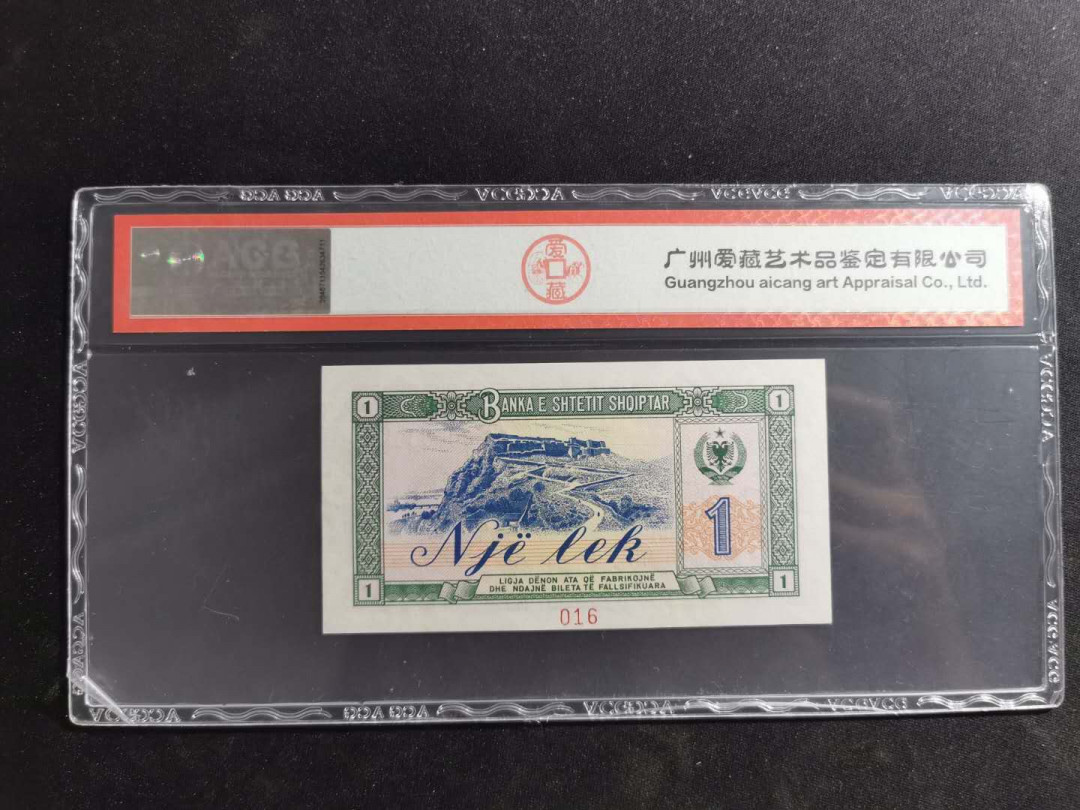 ACG
爱藏
广州爱藏艺术品鉴定有限公司
Guangzhou aicang art Appraisal Co., Ltd.
1 BANKA E SHTETIT SHQIPTAR 1
1
Një lek
1 LIGJA DËNON ATA QË FABRIKOJNË 1
DHE NDAJNË BILETA TË FALLSIFIKUARA
016